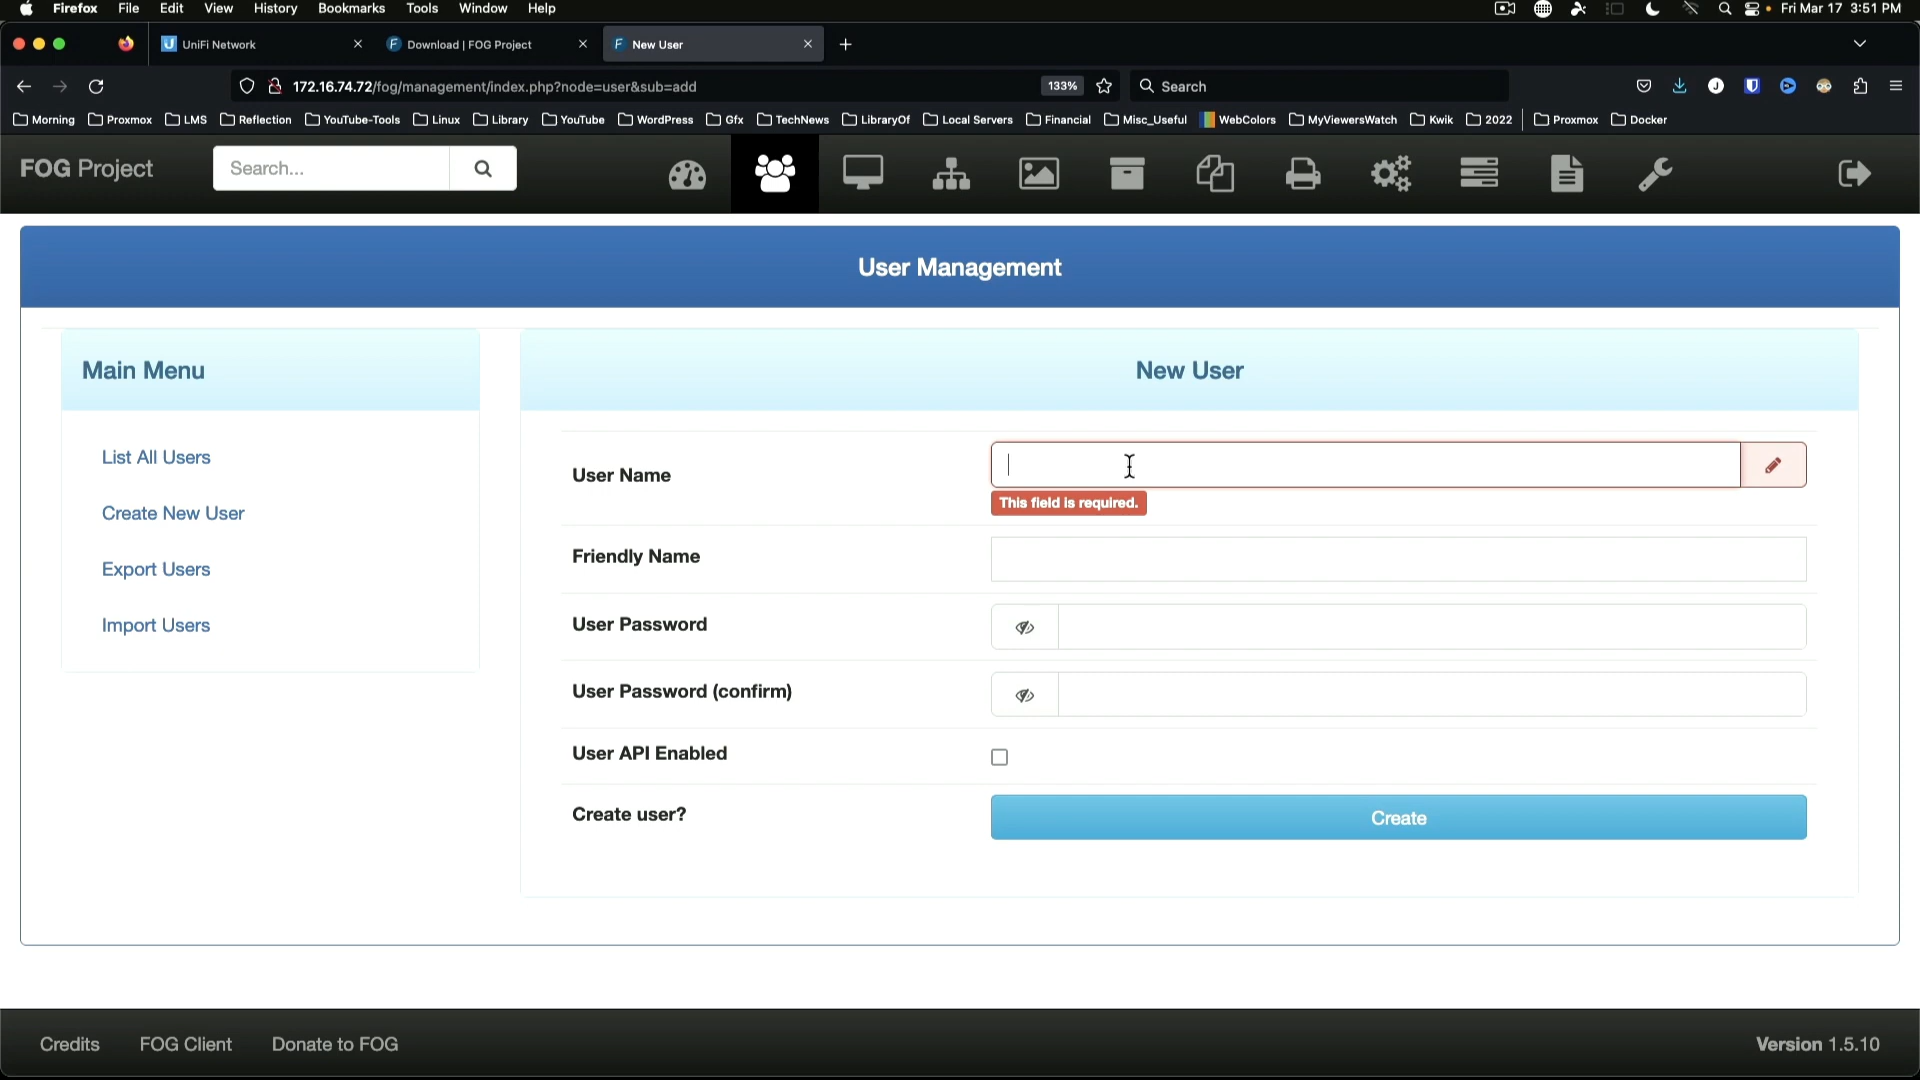 Firefox File Edit View History Bookmarks Tools Window Help Fri Mar 17 3:51 PM
UniFi Network Download | FOG Project New User
172.16.74.72/fog/management/index.php?node=user&sub=add 133% Search
Morning Proxmox LMS Reflection YouTube-Tools Linux Library YouTube WordPress Gfx TechNews LibraryOf Local Servers Financial Misc_Useful WebColors MyViewersWatch Kwik 2022 Proxmox Docker
FOG Project Search...
User Management
Main Menu
New User
List All Users
Create New User
Export Users
Import Users
User Name
This field is required.
Friendly Name
User Password
User Password (confirm)
User API Enabled
Create user? Create
Credits FOG Client Donate to FOG Version 1.5.10